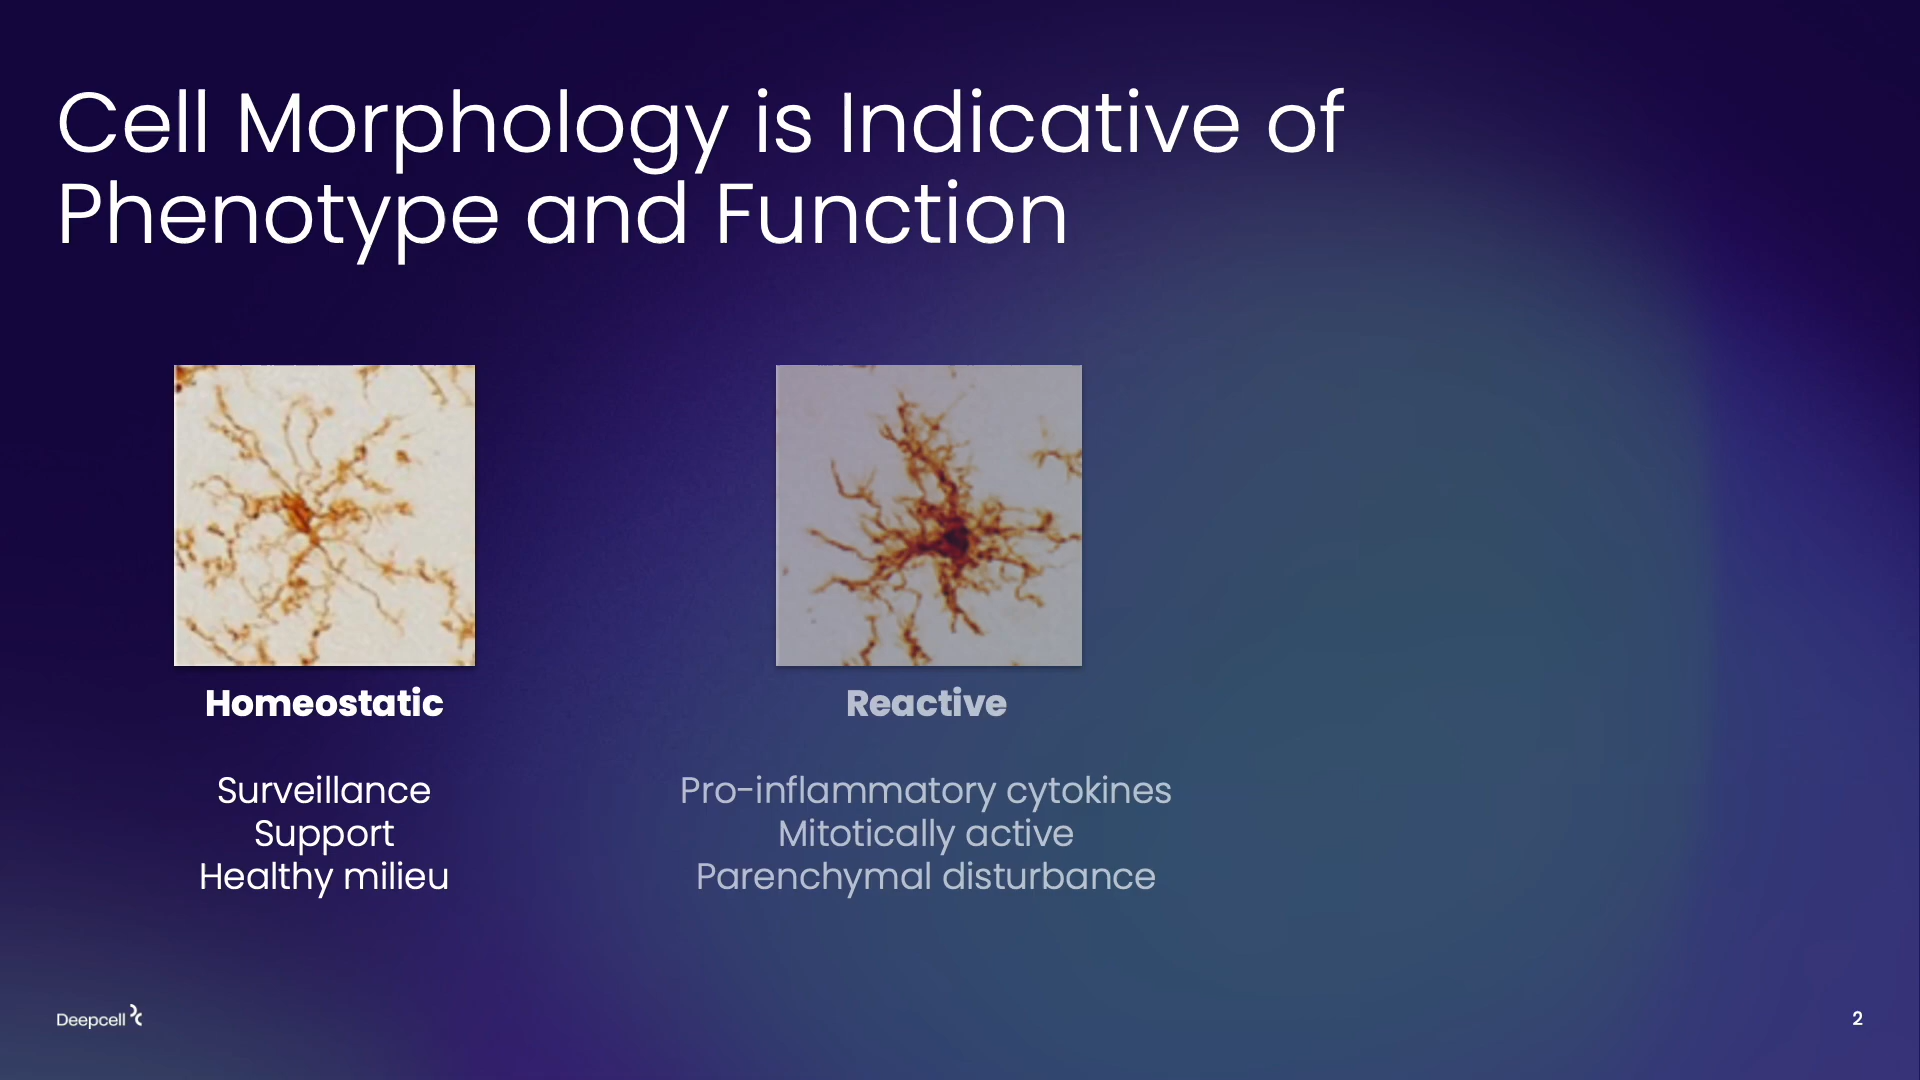 Cell Morphology is Indicative of
Phenotype and Function
Homeostatic
Surveillance
Support
Healthy milieu
Reactive
Pro-inflammatory cytokines
Mitotically active
Parenchymal disturbance
Deepcell
2